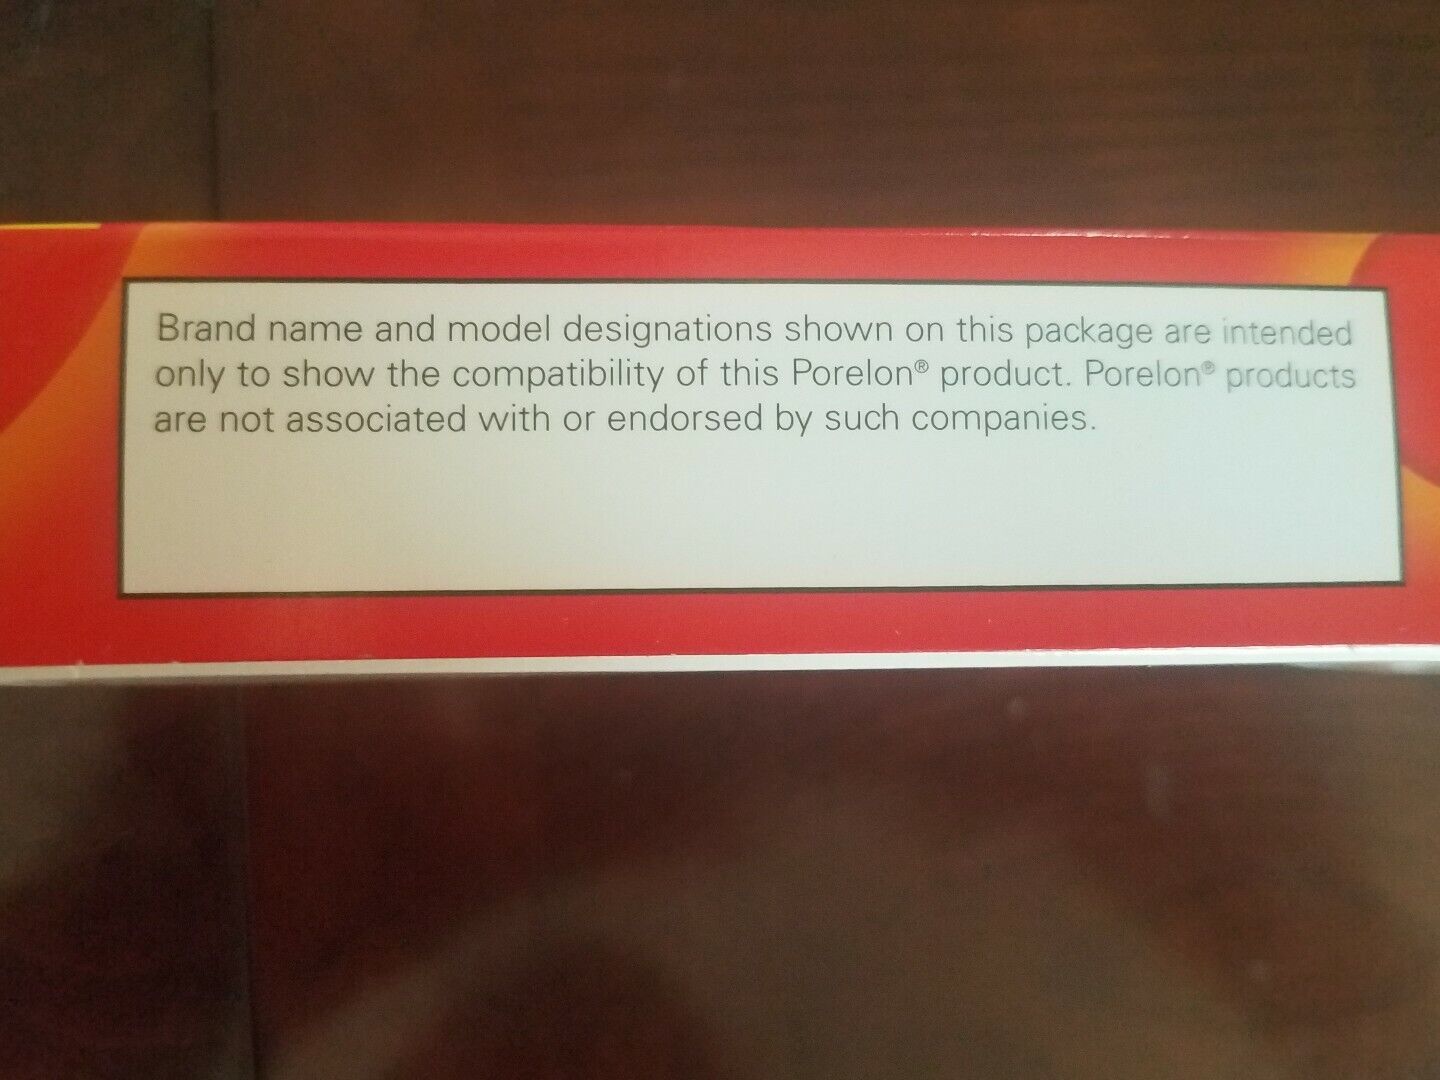 Brand name and model designations shown on this package are intended
only to show the compatibility of this Porelon® product. Porelon® products
are not associated with or endorsed by such companies.